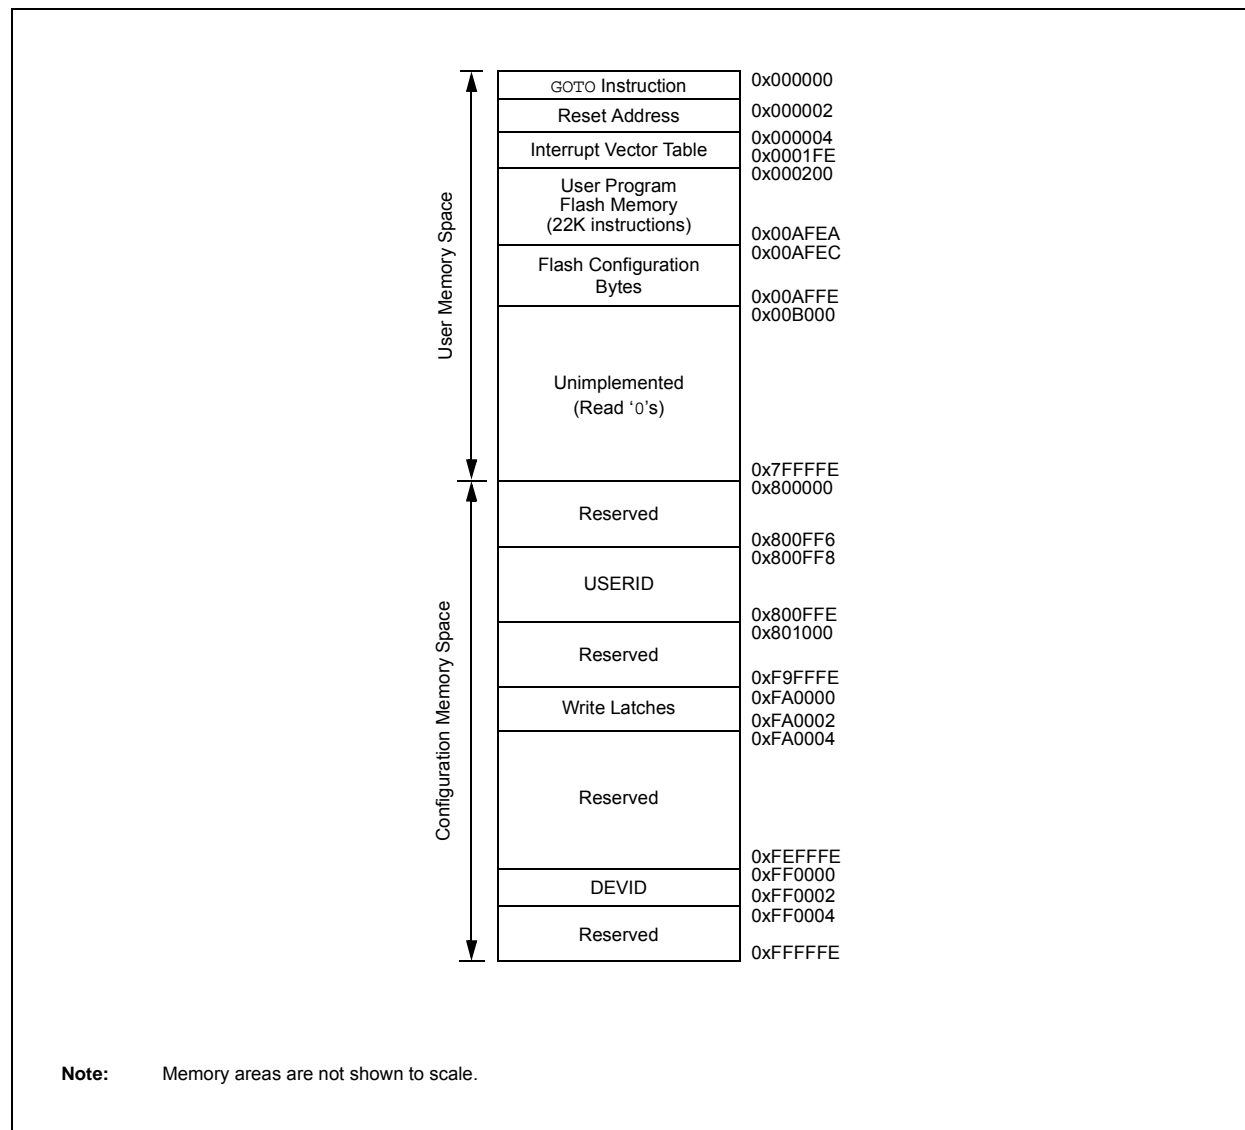 GOTO Instruction
0x000000
Reset Address
0x000002
Interrupt Vector Table
0x000004
0x0001FE
User Program
Flash Memory
(22K instructions)
0x000200
0x00AFEA
Flash Configuration
Bytes
0x00AFEC
0x00AFFE
Unimplemented
(Read ‘0’s)
0x00B000
0x7FFFFE
User Memory Space
Reserved
0x800000
0x800FF6
USERID
0x800FF8
0x800FFE
Reserved
0x801000
0xF9FFFE
Write Latches
0xFA0000
0xFA0002
Reserved
0xFA0004
0xFEFFFE
DEVID
0xFF0000
0xFF0002
Reserved
0xFF0004
0xFFFFFE
Configuration Memory Space
Note: Memory areas are not shown to scale.